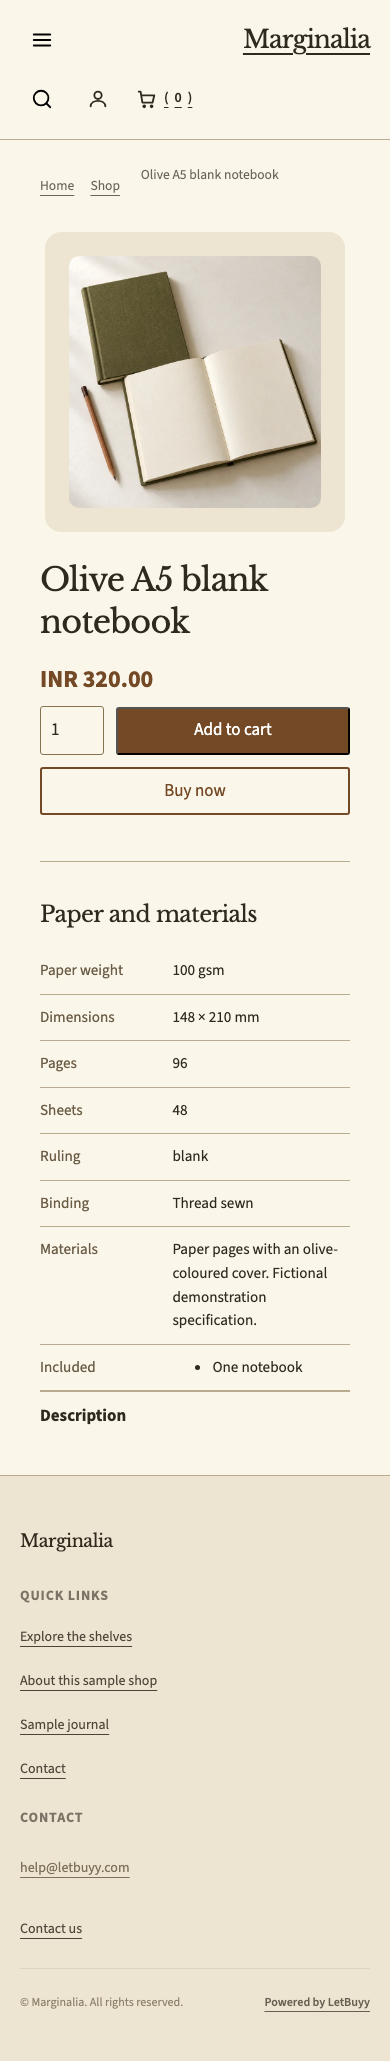 Marginalia
( 0 )
Home Shop Olive A5 blank notebook
Olive A5 blank
notebook
INR 320.00
1 Add to cart
Buy now
Paper and materials
Paper weight 100 gsm
Dimensions 148 × 210 mm
Pages 96
Sheets 48
Ruling blank
Binding Thread sewn
Materials Paper pages with an olive-
coloured cover. Fictional
demonstration
specification.
Included • One notebook
Description
Marginalia
QUICK LINKS
Explore the shelves
About this sample shop
Sample journal
Contact
CONTACT
help@letbuyy.com
Contact us
© Marginalia. All rights reserved. Powered by LetBuyy